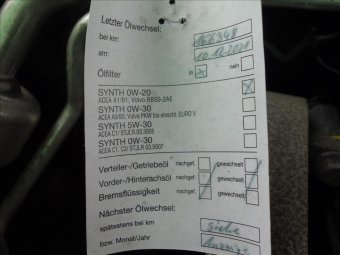 Letzter Ölwechsel:
bei km: 166348
am: 10.12.2021
Ölfilter ja x nein
SYNTH 0W-20 x
ACEA A1/B1; Volvo RBS0-2AE
SYNTH 0W-30
ACEA A5/B5; Volvo PKW bis einschl. EURO V
SYNTH 5W-30
ACEA C1; STJLR 03.5005
SYNTH 0W-30
ACEA C1, C2/ STJLR 03.5007
Verteiler-/Getriebeöl nachgef. gewechselt
Vorder-/Hinterachsöl nachgef. gewechselt
Bremsflüssigkeit nachgef. gewechselt
Nächster Ölwechsel
spätestens bei km Siehe
bzw. Monat/Jahr Anzeige